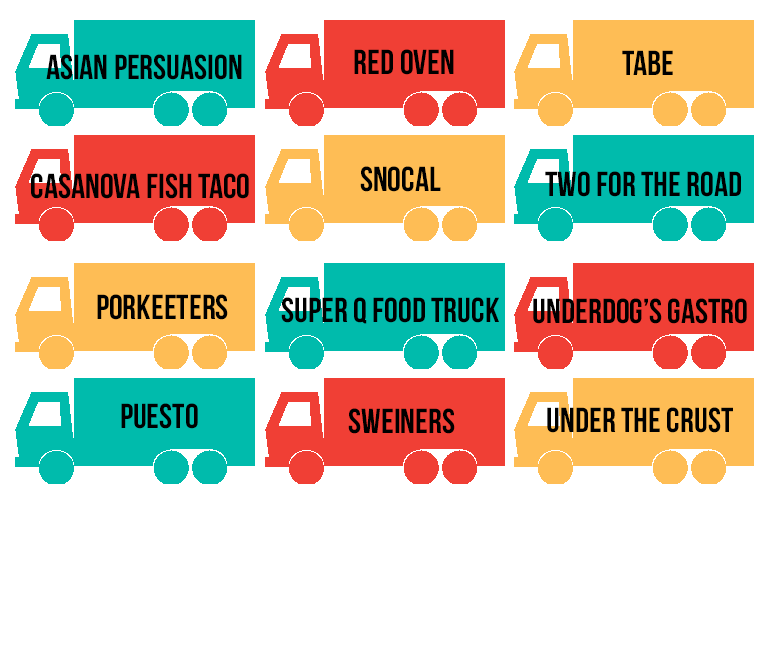 ASIAN PERSUASION
RED OVEN
TABE
CASANOVA FISH TACO
SNOCAL
TWO FOR THE ROAD
PORKEETERS
SUPER Q FOOD TRUCK
UNDERDOG'S GASTRO
PUESTO
SWEINERS
UNDER THE CRUST